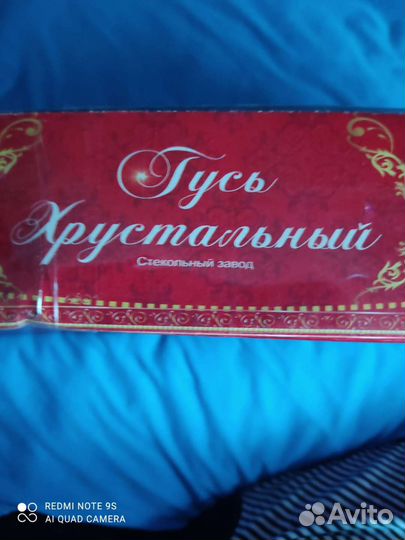 Гусь
Хрустальный
Стекольный завод
REDMI NOTE 9S
AI QUAD CAMERA
Avito